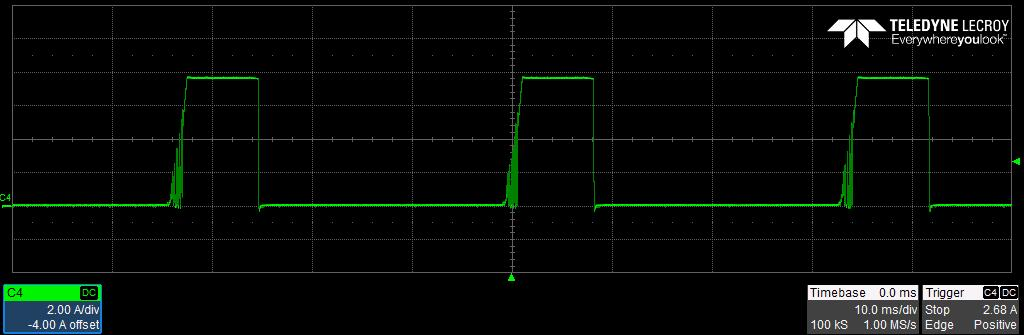 TELEDYNE LECROY
Everywhereyoulook™
C4
C4 DC
2.00 A/div
-4.00 A offset
Timebase 0.0 ms
10.0 ms/div
100 kS 1.00 MS/s
Trigger C4 DC
Stop 2.68 A
Edge Positive